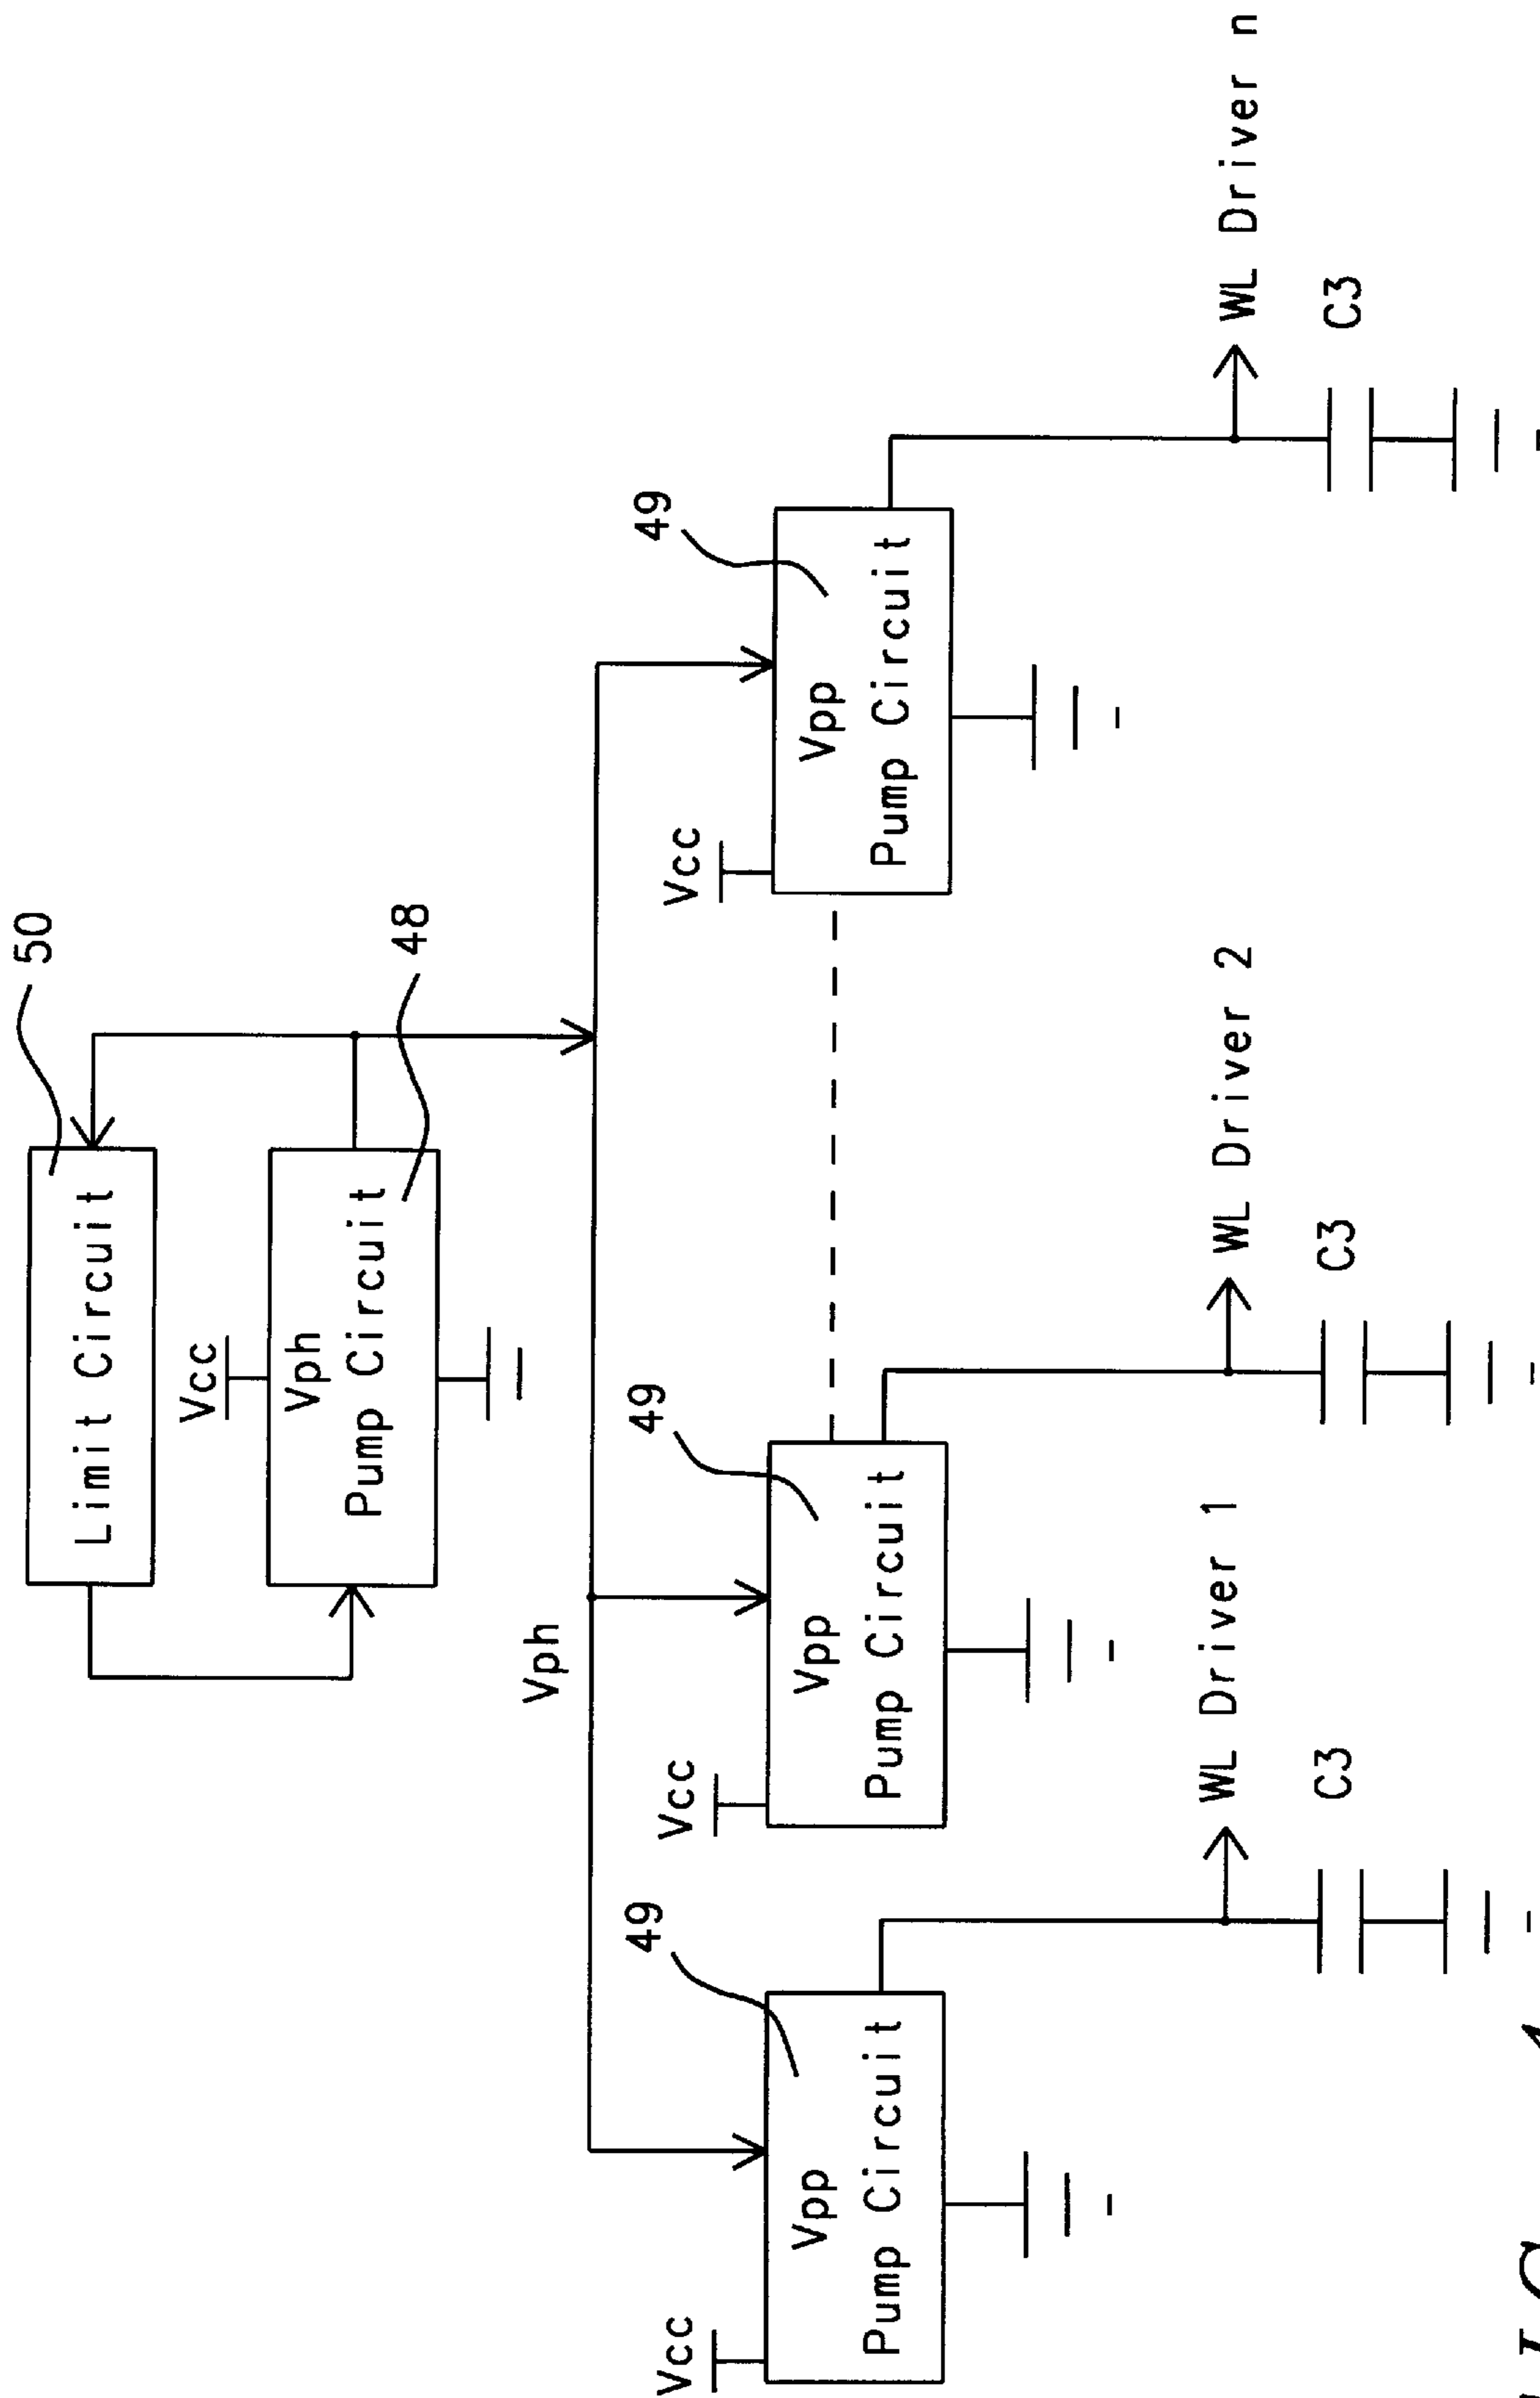 50
Limit Circuit
Vcc
48
Vph
Pump Circuit
Vph
49
49
49
Vcc
Vcc
Vcc
Vpp
Pump Circuit
Vpp
Pump Circuit
Vpp
Pump Circuit
WL Driver 1
WL Driver 2
WL Driver n
C3
C3
C3